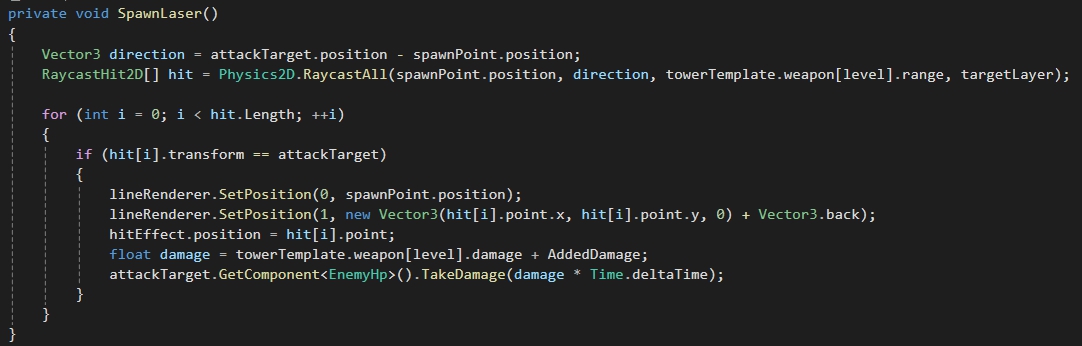 private void SpawnLaser()
{
    Vector3 direction = attackTarget.position - spawnPoint.position;
    RaycastHit2D[] hit = Physics2D.RaycastAll(spawnPoint.position, direction, towerTemplate.weapon[level].range, targetLayer);

    for (int i = 0; i < hit.Length; ++i)
    {
        if (hit[i].transform == attackTarget)
        {
            lineRenderer.SetPosition(0, spawnPoint.position);
            lineRenderer.SetPosition(1, new Vector3(hit[i].point.x, hit[i].point.y, 0) + Vector3.back);
            hitEffect.position = hit[i].point;
            float damage = towerTemplate.weapon[level].damage + AddedDamage;
            attackTarget.GetComponent<EnemyHp>().TakeDamage(damage * Time.deltaTime);
        }
    }
}